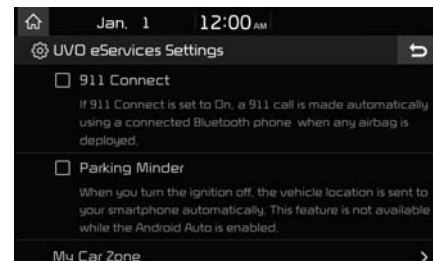 Jan. 1 12:00 AM
UVO eServices Settings
911 Connect
If 911 Connect is set to On, a 911 call is made automatically
using a connected Bluetooth phone when any airbag is
deployed.
Parking Minder
When you turn the ignition off, the vehicle location is sent to
your smartphone automatically. This feature is not available
while the Android Auto is enabled.
My Car Zone